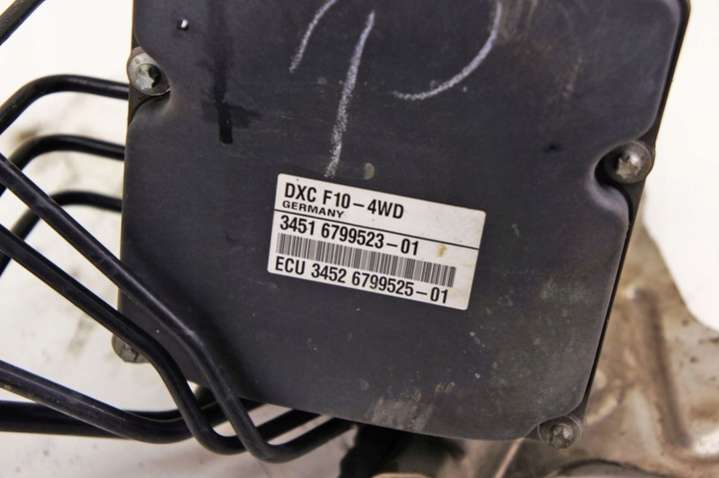 DXC F10-4WD
GERMANY
3451 6799523-01
ECU 3452 6799525-01